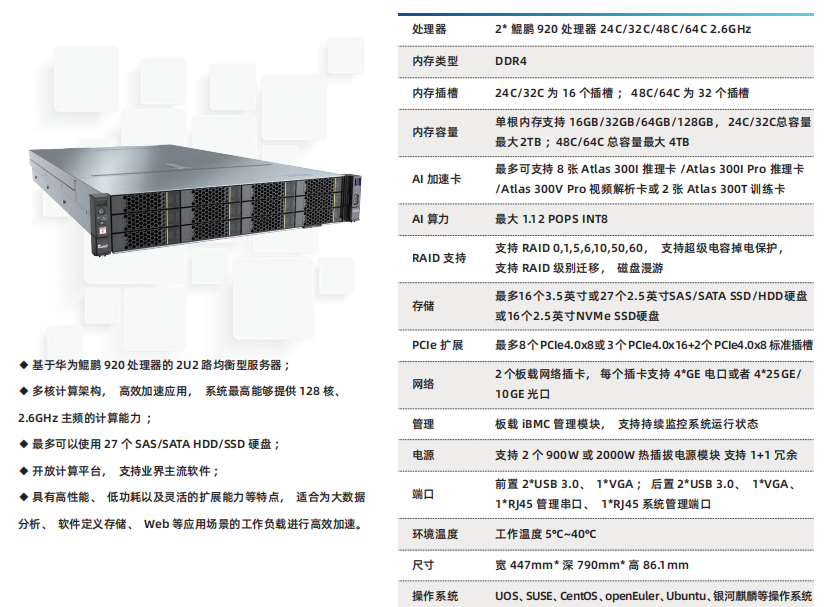 ◆ 基于华为鲲鹏 920 处理器的 2U2 路均衡型服务器；
◆ 多核计算架构， 高效加速应用， 系统最高能够提供 128 核、
2.6GHz 主频的计算能力 ；
◆ 最多可以使用 27 个 SAS/SATA HDD/SSD 硬盘；
◆ 开放计算平台， 支持业界主流软件；
◆ 具有高性能、 低功耗以及灵活的扩展能力等特点， 适合为大数据
分析、 软件定义存储、 Web 等应用场景的工作负载进行高效加速。
处理器 2* 鲲鹏 920 处理器 24C/32C/48C/64C 2.6GHz
内存类型 DDR4
内存插槽 24C/32C 为 16 个插槽 ； 48C/64C 为 32 个插槽
内存容量 单根内存支持 16GB/32GB/64GB/128GB， 24C/32C总容量
最大2TB ；48C/64C 总容量最大 4TB
AI 加速卡 最多可支持 8 张 Atlas 300I 推理卡 /Atlas 300I Pro 推理卡
/Atlas 300V Pro 视频解析卡或 2 张 Atlas 300T 训练卡
AI 算力 最大 1.12 POPS INT8
RAID 支持 支持 RAID 0,1,5,6,10,50,60， 支持超级电容掉电保护，
支持 RAID 级别迁移， 磁盘漫游
存储 最多16个3.5英寸或27个2.5英寸SAS/SATA SSD/HDD硬盘
或16个2.5英寸NVMe SSD硬盘
PCIe 扩展 最多8个PCIe4.0x8或3个PCIe4.0x16+2个PCIe4.0x8 标准插槽
网络 2个板载网络插卡， 每个插卡支持 4*GE 电口或者 4*25GE/
10GE 光口
管理 板载 iBMC 管理模块， 支持持续监控系统运行状态
电源 支持 2 个 900W 或 2000W 热插拔电源模块 支持 1+1 冗余
端口 前置 2*USB 3.0、 1*VGA； 后置 2*USB 3.0、 1*VGA、
1*RJ45 管理串口、 1*RJ45 系统管理端口
环境温度 工作温度 5℃~40℃
尺寸 宽 447mm* 深 790mm* 高 86.1mm
操作系统 UOS、SUSE、CentOS、openEuler、Ubuntu、银河麒麟等操作系统